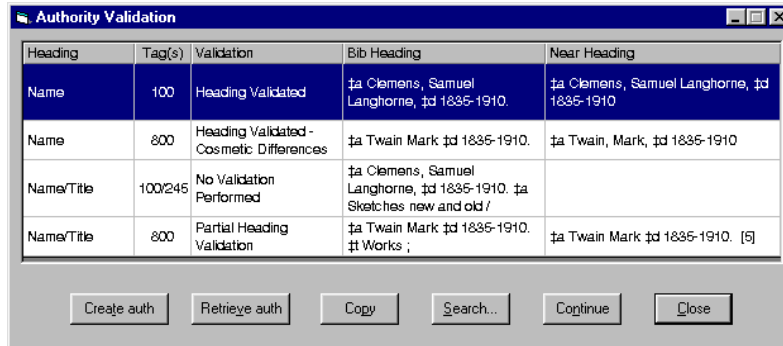 Authority Validation
Heading Tag(s) Validation Bib Heading Near Heading
Name 100 Heading Validated ‡a Clemens, Samuel Langhorne, ‡d 1835-1910. ‡a Clemens, Samuel Langhorne, ‡d 1835-1910
Name 800 Heading Validated - Cosmetic Differences ‡a Twain Mark ‡d 1835-1910. ‡a Twain, Mark, ‡d 1835-1910
Name/Title 100/245 No Validation Performed ‡a Clemens, Samuel Langhorne, ‡d 1835-1910. ‡a Sketches new and old /
Name/Title 800 Partial Heading Validation ‡a Twain Mark ‡d 1835-1910. ‡t Works ; ‡a Twain Mark ‡d 1835-1910. [5]
Create auth Retrieve auth Copy Search... Continue Close